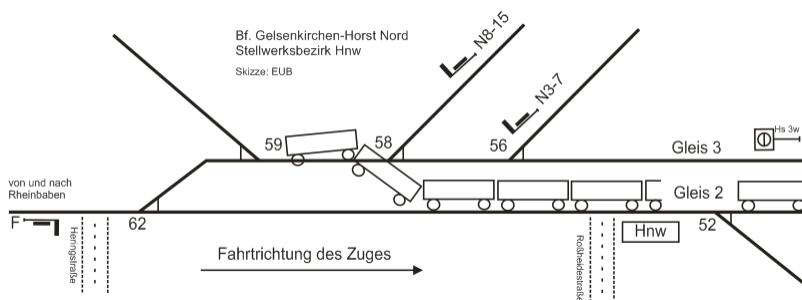 Bf. Gelsenkirchen-Horst Nord
Stellwerksbezirk Hnw
Skizze: EUB
N8-15
N3-7
59
58
56
Gleis 3
Hs 3w
von und nach
Rheinbaben
Gleis 2
F
62
Hnw
52
Heringstraße
Fahrtrichtung des Zuges
Roßheidestraße